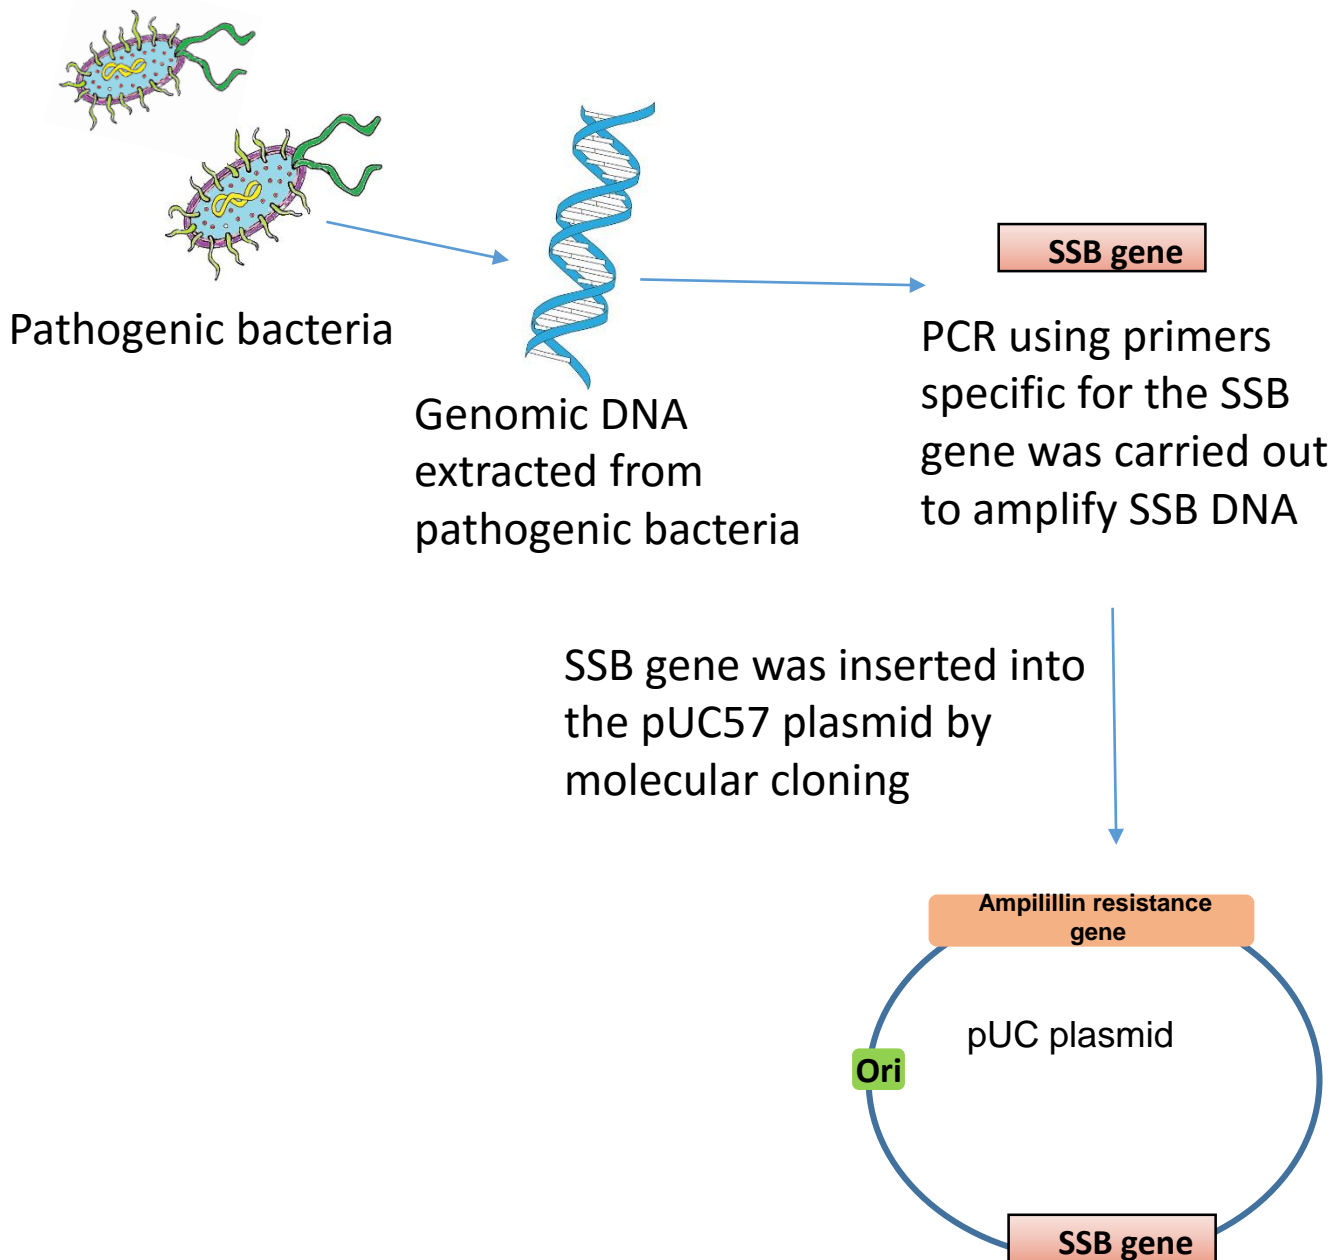 Pathogenic bacteria
Genomic DNA
extracted from
pathogenic bacteria
SSB gene
PCR using primers
specific for the SSB
gene was carried out
to amplify SSB DNA
SSB gene was inserted into
the pUC57 plasmid by
molecular cloning
Ampilillin resistance
gene
pUC plasmid
Ori
SSB gene